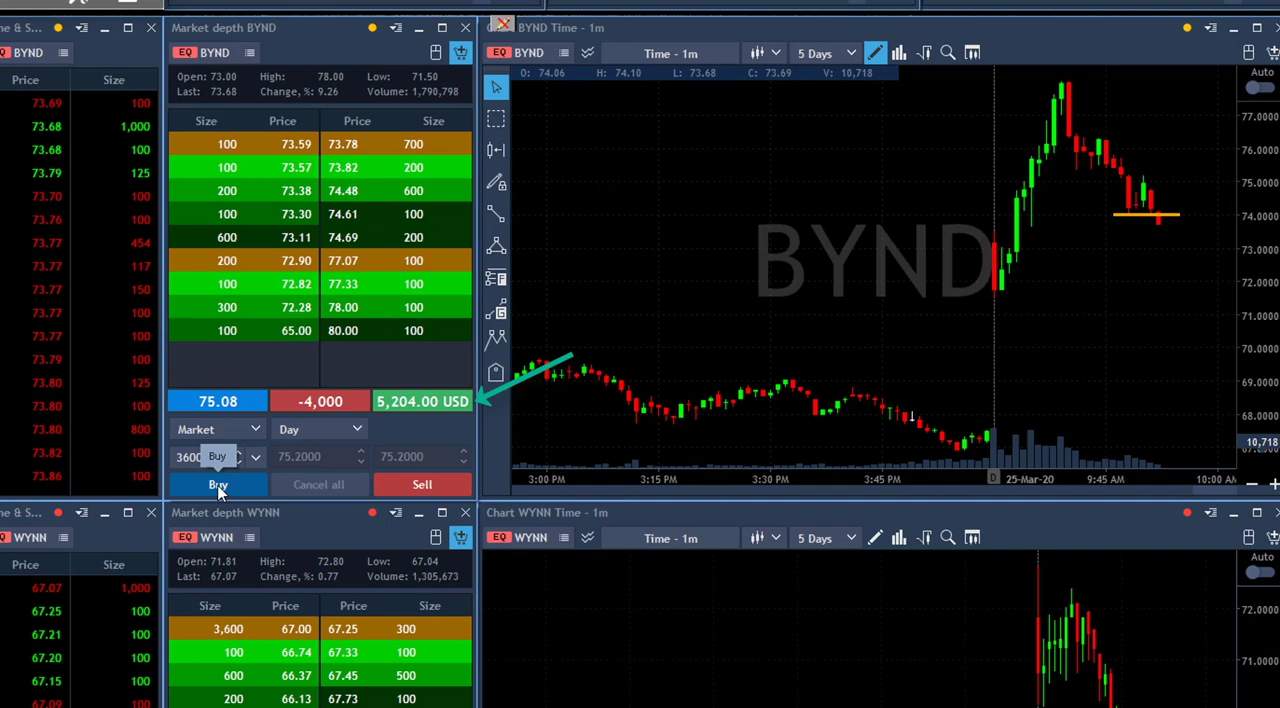 e & S...
Q BYND
Price Size
73.69 100
73.68 1,000
73.68 100
73.79 125
73.70 100
73.76 100
73.77 454
73.77 117
73.77 150
73.77 100
73.77 100
73.79 100
73.80 125
73.80 100
73.80 800
73.82 100
73.86 100
Market depth BYND
EQ BYND
Open: 73.00 High: 78.00 Low: 71.50
Last: 73.68 Change, %: 9.26 Volume: 1,790,798
Size Price Price Size
100 73.59 73.78 700
100 73.57 73.82 200
200 73.38 74.48 600
100 73.30 74.61 100
600 73.11 74.69 200
200 72.90 77.07 100
100 72.82 77.33 100
300 72.28 78.00 100
100 65.00 80.00 100
75.08 -4,000 5,204.00 USD
Market Day
3600 Buy 75.2000 75.2000
Buy Cancel all Sell
BYND Time - 1m
EQ BYND Time - 1m 5 Days
O: 74.06 H: 74.10 L: 73.68 C: 73.69 V: 10,718
Auto
BYND
77.0000
76.0000
75.0000
74.0000
73.0000
72.0000
71.0000
70.0000
69.0000
68.0000
10,718
3:00 PM 3:15 PM 3:30 PM 3:45 PM D 25-Mar-20 9:45 AM 10:00 AM
e & S...
Q WYNN
Price Size
67.07 1,000
67.25 100
67.21 100
67.20 100
67.15 100
67.09 100
Market depth WYNN
EQ WYNN
Open: 71.81 High: 72.80 Low: 67.04
Last: 67.07 Change, %: 0.77 Volume: 1,305,673
Size Price Price Size
3,600 67.00 67.25 300
100 66.74 67.33 100
600 66.37 67.45 500
200 66.13 67.73 100
Chart WYNN Time - 1m
EQ WYNN Time - 1m 5 Days
Auto
72.0000
71.0000